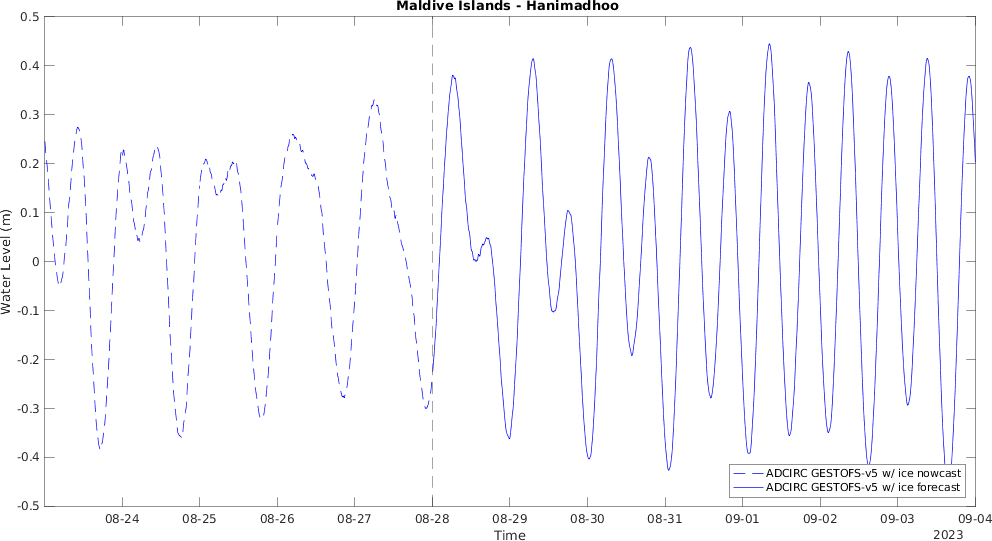 Maldive Islands - Hanimadhoo
0.5
0.4
0.3
0.2
0.1
0
-0.1
-0.2
-0.3
-0.4
-0.5
Water Level (m)
ADCIRC GESTOFS-v5 w/ ice nowcast
ADCIRC GESTOFS-v5 w/ ice forecast
08-24 08-25 08-26 08-27 08-28 08-29 08-30 08-31 09-01 09-02 09-03 09-04
Time
2023